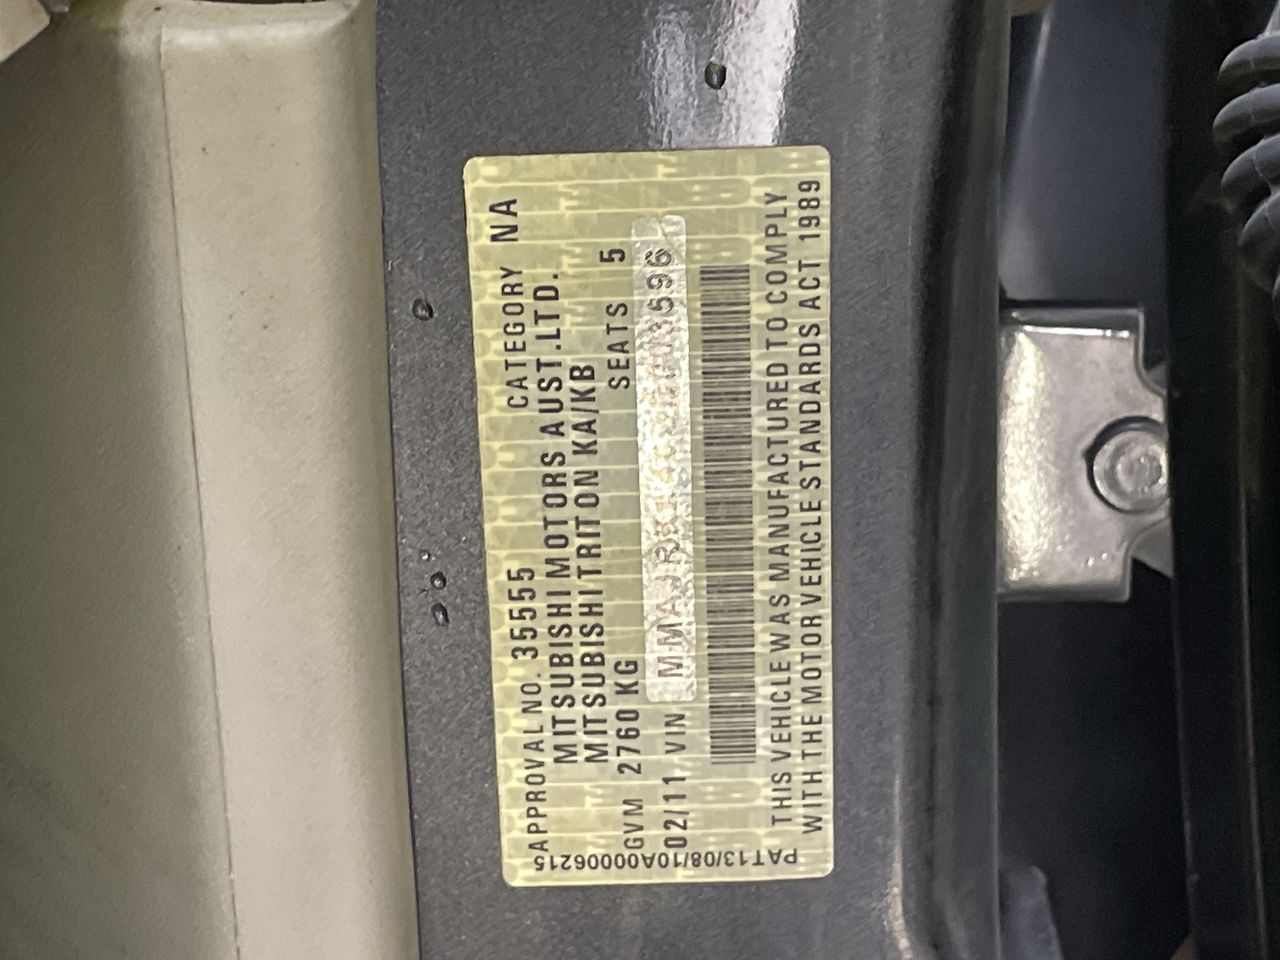 APPROVAL NO. 35555 CATEGORY NA
MITSUBISHI MOTORS AUST.LTD.
MITSUBISHI TRITON KA/KB
GVM 2760 KG SEATS 5
02/11 VIN
THIS VEHICLE WAS MANUFACTURED TO COMPLY
WITH THE MOTOR VEHICLE STANDARDS ACT 1989
PAT13/08/10A00006215